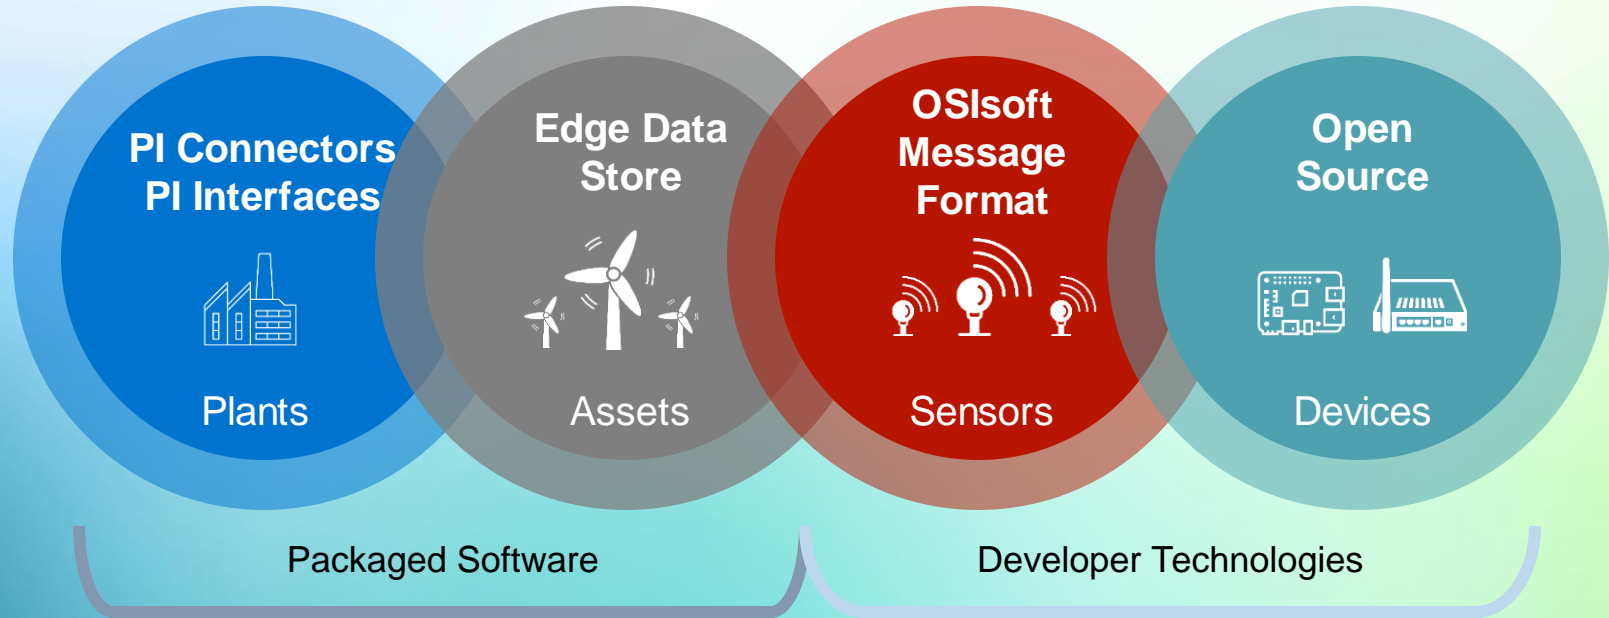 PI Connectors
PI Interfaces
Plants
Edge Data
Store
Assets
OSIsoft
Message
Format
Sensors
Open
Source
Devices
Packaged Software
Developer Technologies